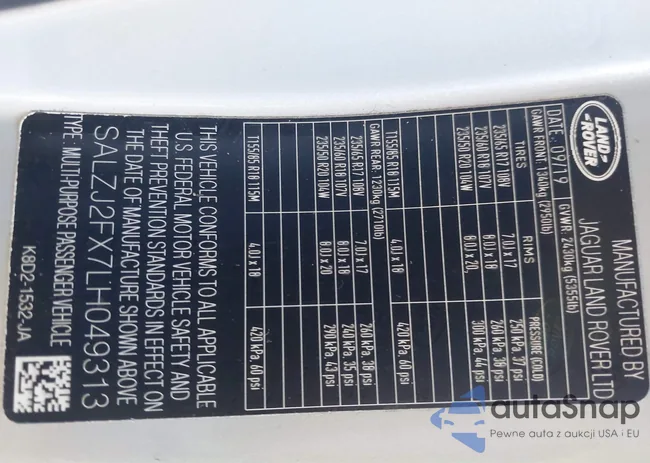 LAND
ROVER
MANUFACTURED BY
JAGUAR LAND ROVER LTD
DATE: 09/19 GVWR: 2430kg (5355lb)
GAWR FRONT: 1340kg (2950lb)
TIRES RIMS PRESSURE (COLD)
235/65 R17 108V 7.0J x 17 250 kPa, 37 psi
235/60 R18 107V 8.0J x 18 260 kPa, 38 psi
235/50 R20 104W 8.0J x 20, 300 kPa, 44 psi
T155/85 R18 115M 4.0J x 18 420 kPa, 60 psi
GAWR REAR: 1230kg (2710lb)
235/65 R17 108V 7.0J x 17 260 kPa, 38 psi
235/60 R18 107V 8.0J x 18 240 kPa, 35 psi
235/50 R20 104W 8.0J x 20 290 kPa, 43 psi
T155/85 R18 115M 4.0J x 18 420 kPa, 60 psi
THIS VEHICLE CONFORMS TO ALL APPLICABLE
U.S. FEDERAL MOTOR VEHICLE SAFETY AND
THEFT PREVENTION STANDARDS IN EFFECT ON
THE DATE OF MANUFACTURE SHOWN ABOVE
SALZJ2FX7LH049313
TYPE: MULTI-PURPOSE PASSENGER VEHICLE
K8D2-1532-JA
autaSnap
Pewne auta z aukcji USA i EU